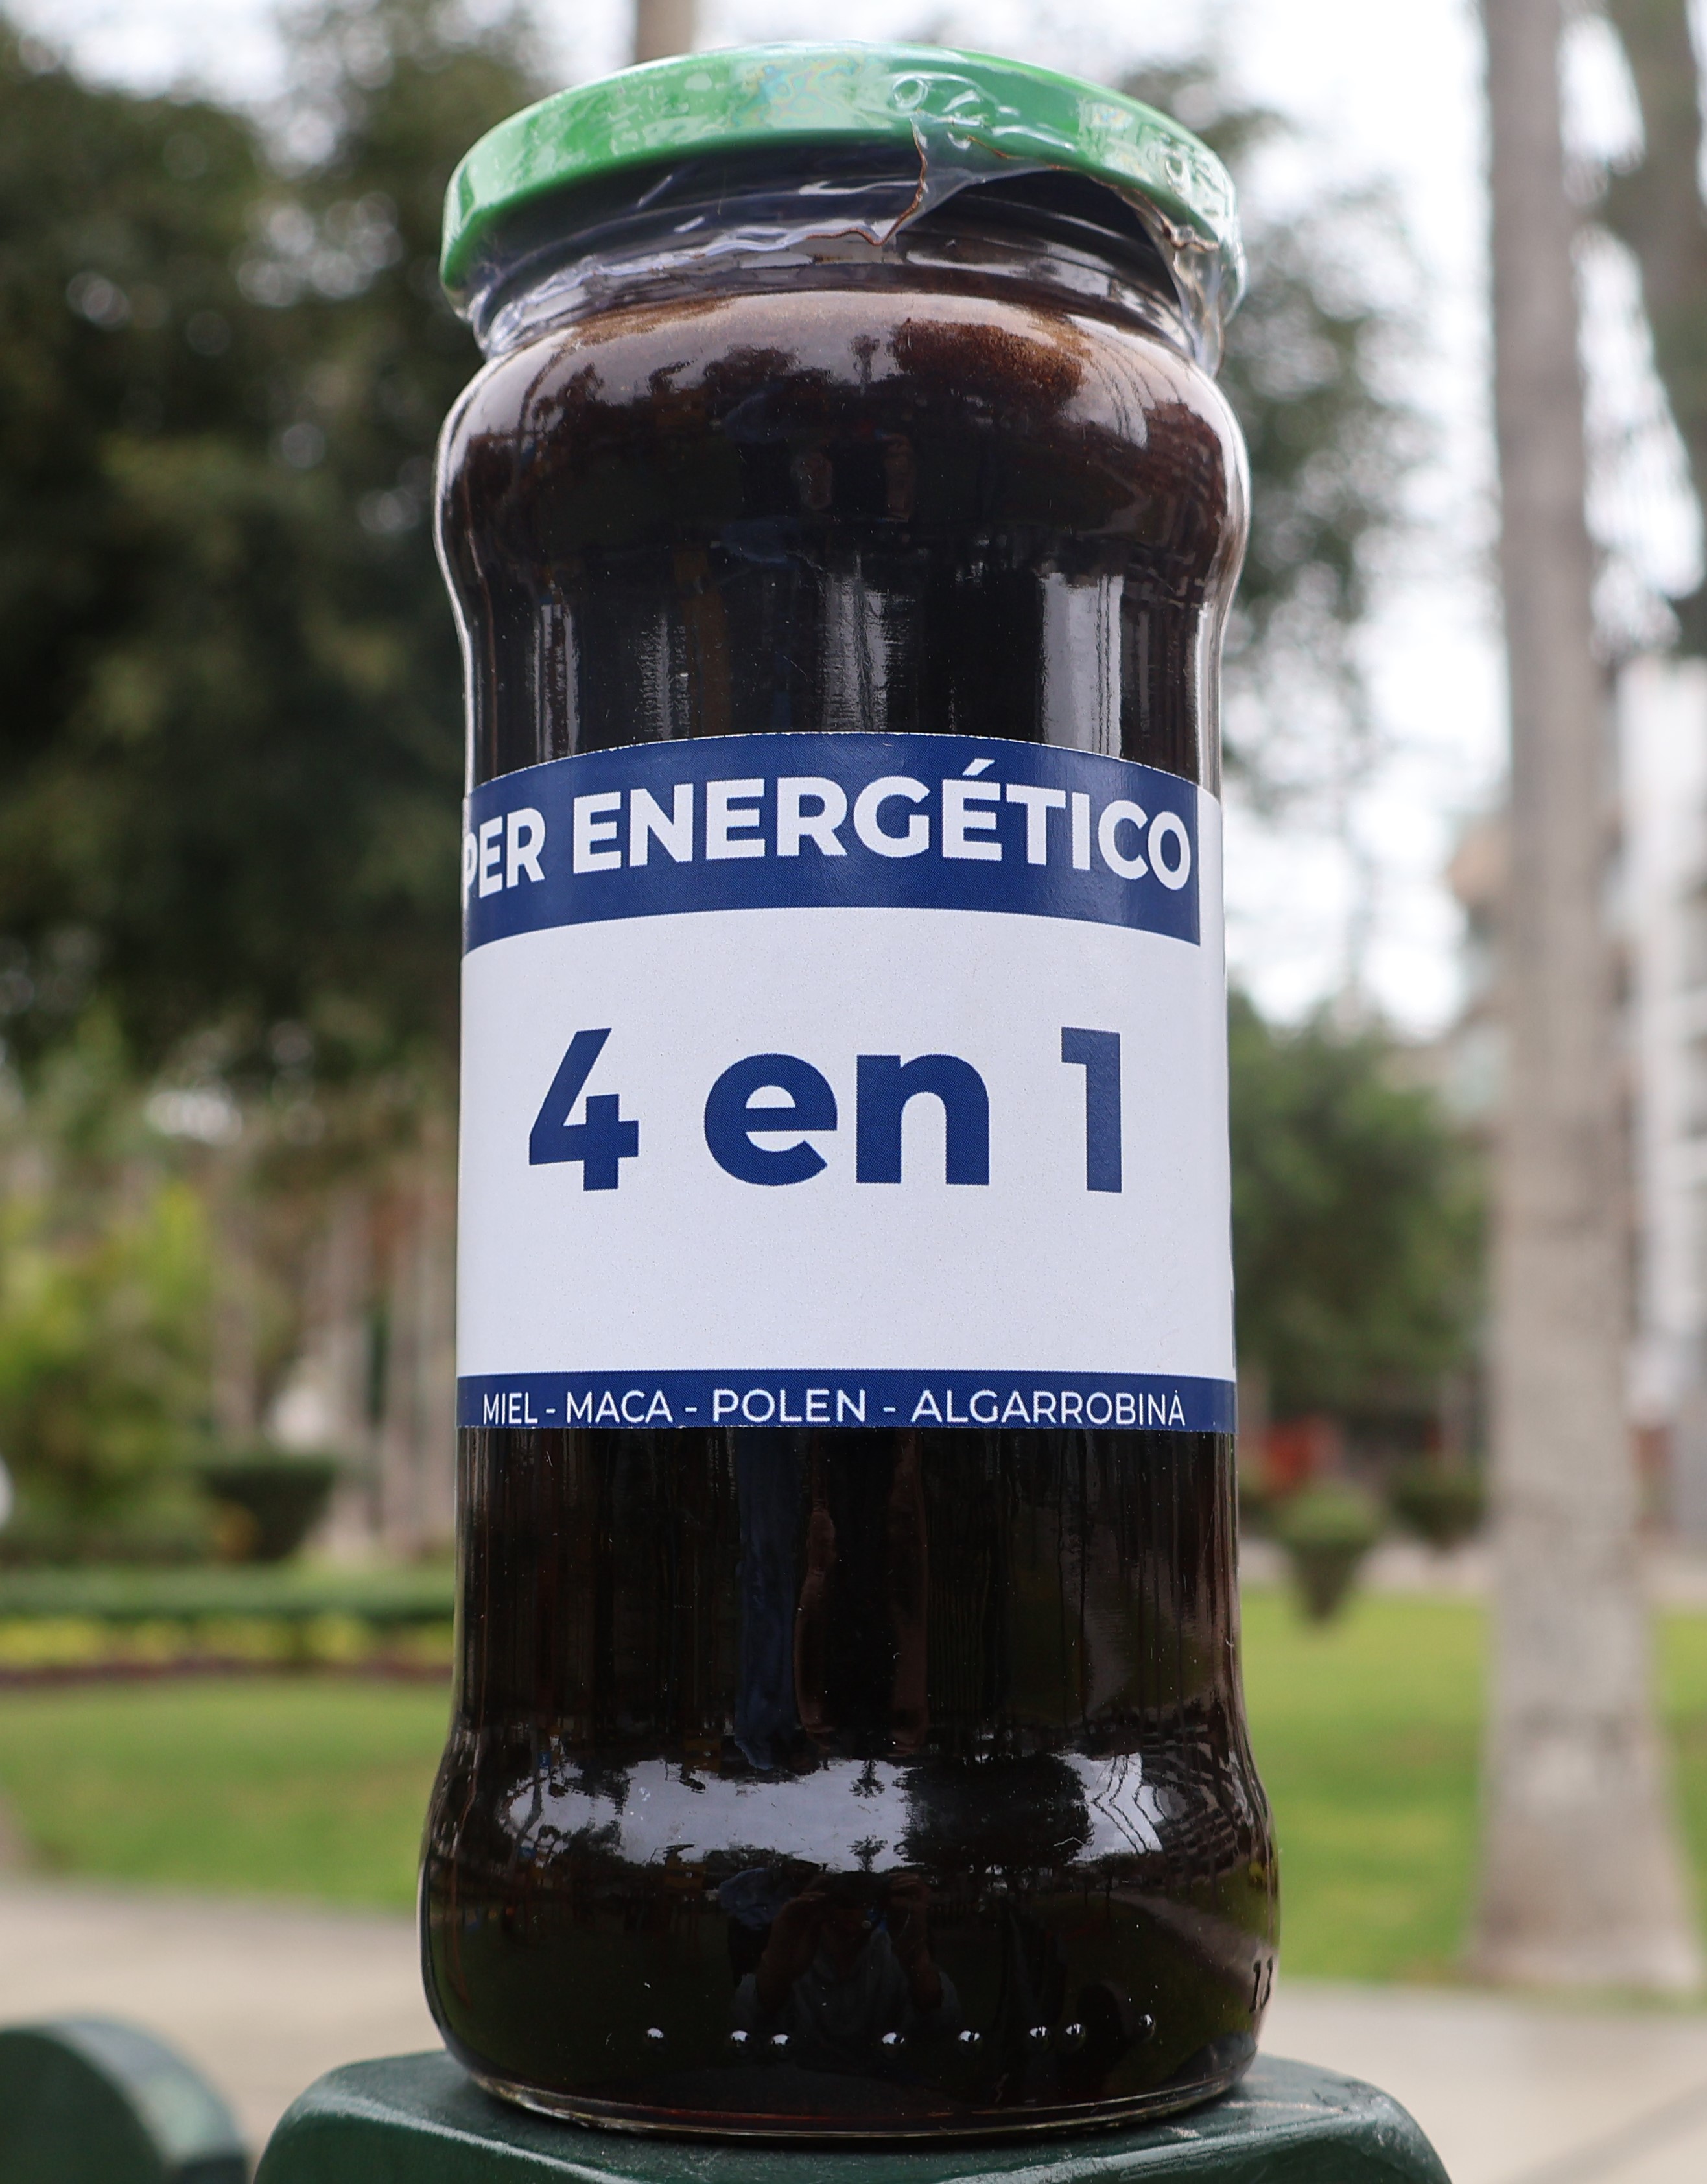 PER ENERGÉTICO
4 en 1
MIEL - MACA - POLEN - ALGARROBINA